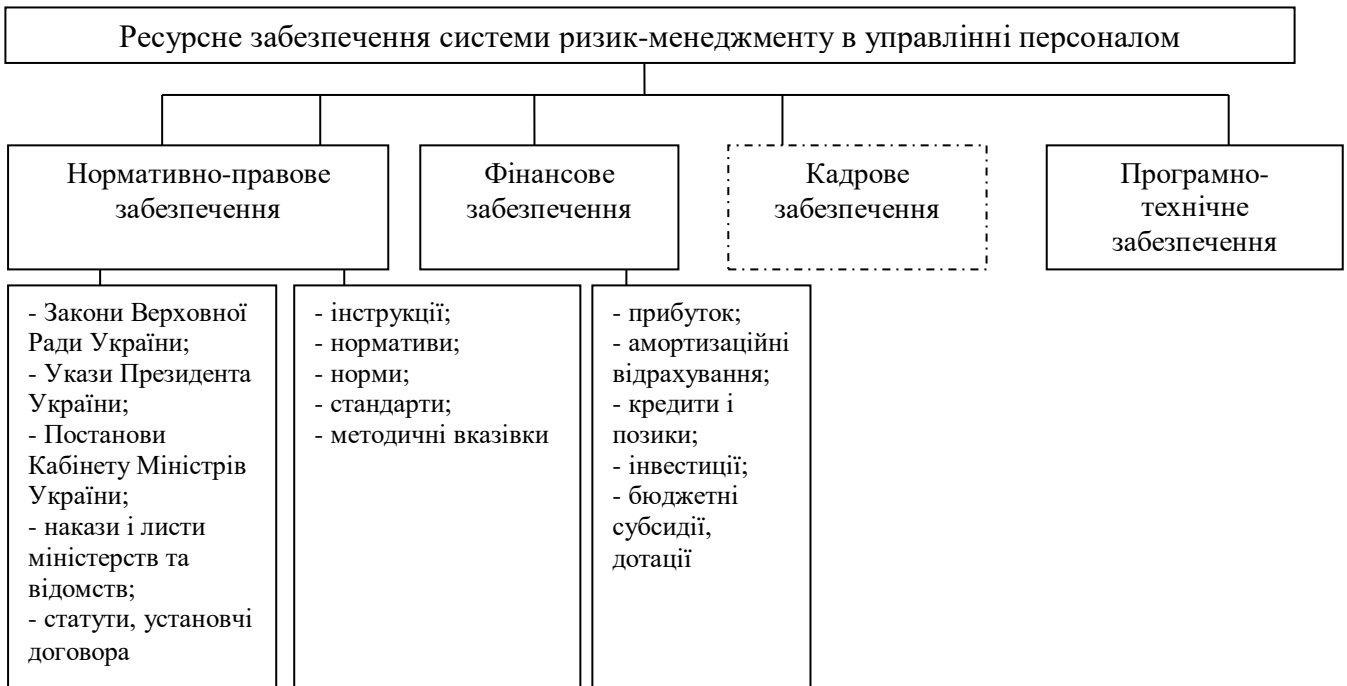 Ресурсне забезпечення системи ризик-менеджменту в управлінні персоналом
Нормативно-правове
забезпечення
Фінансове
забезпечення
Кадрове
забезпечення
Програмно-
технічне
забезпечення
- Закони Верховної
Ради України;
- Укази Президента
України;
- Постанови
Кабінету Міністрів
України;
- накази і листи
міністерств та
відомств;
- статути, установчі
договора
- інструкції;
- нормативи;
- норми;
- стандарти;
- методичні вказівки
- прибуток;
- амортизаційні
відрахування;
- кредити і
позики;
- інвестиції;
- бюджетні
субсидії,
дотації